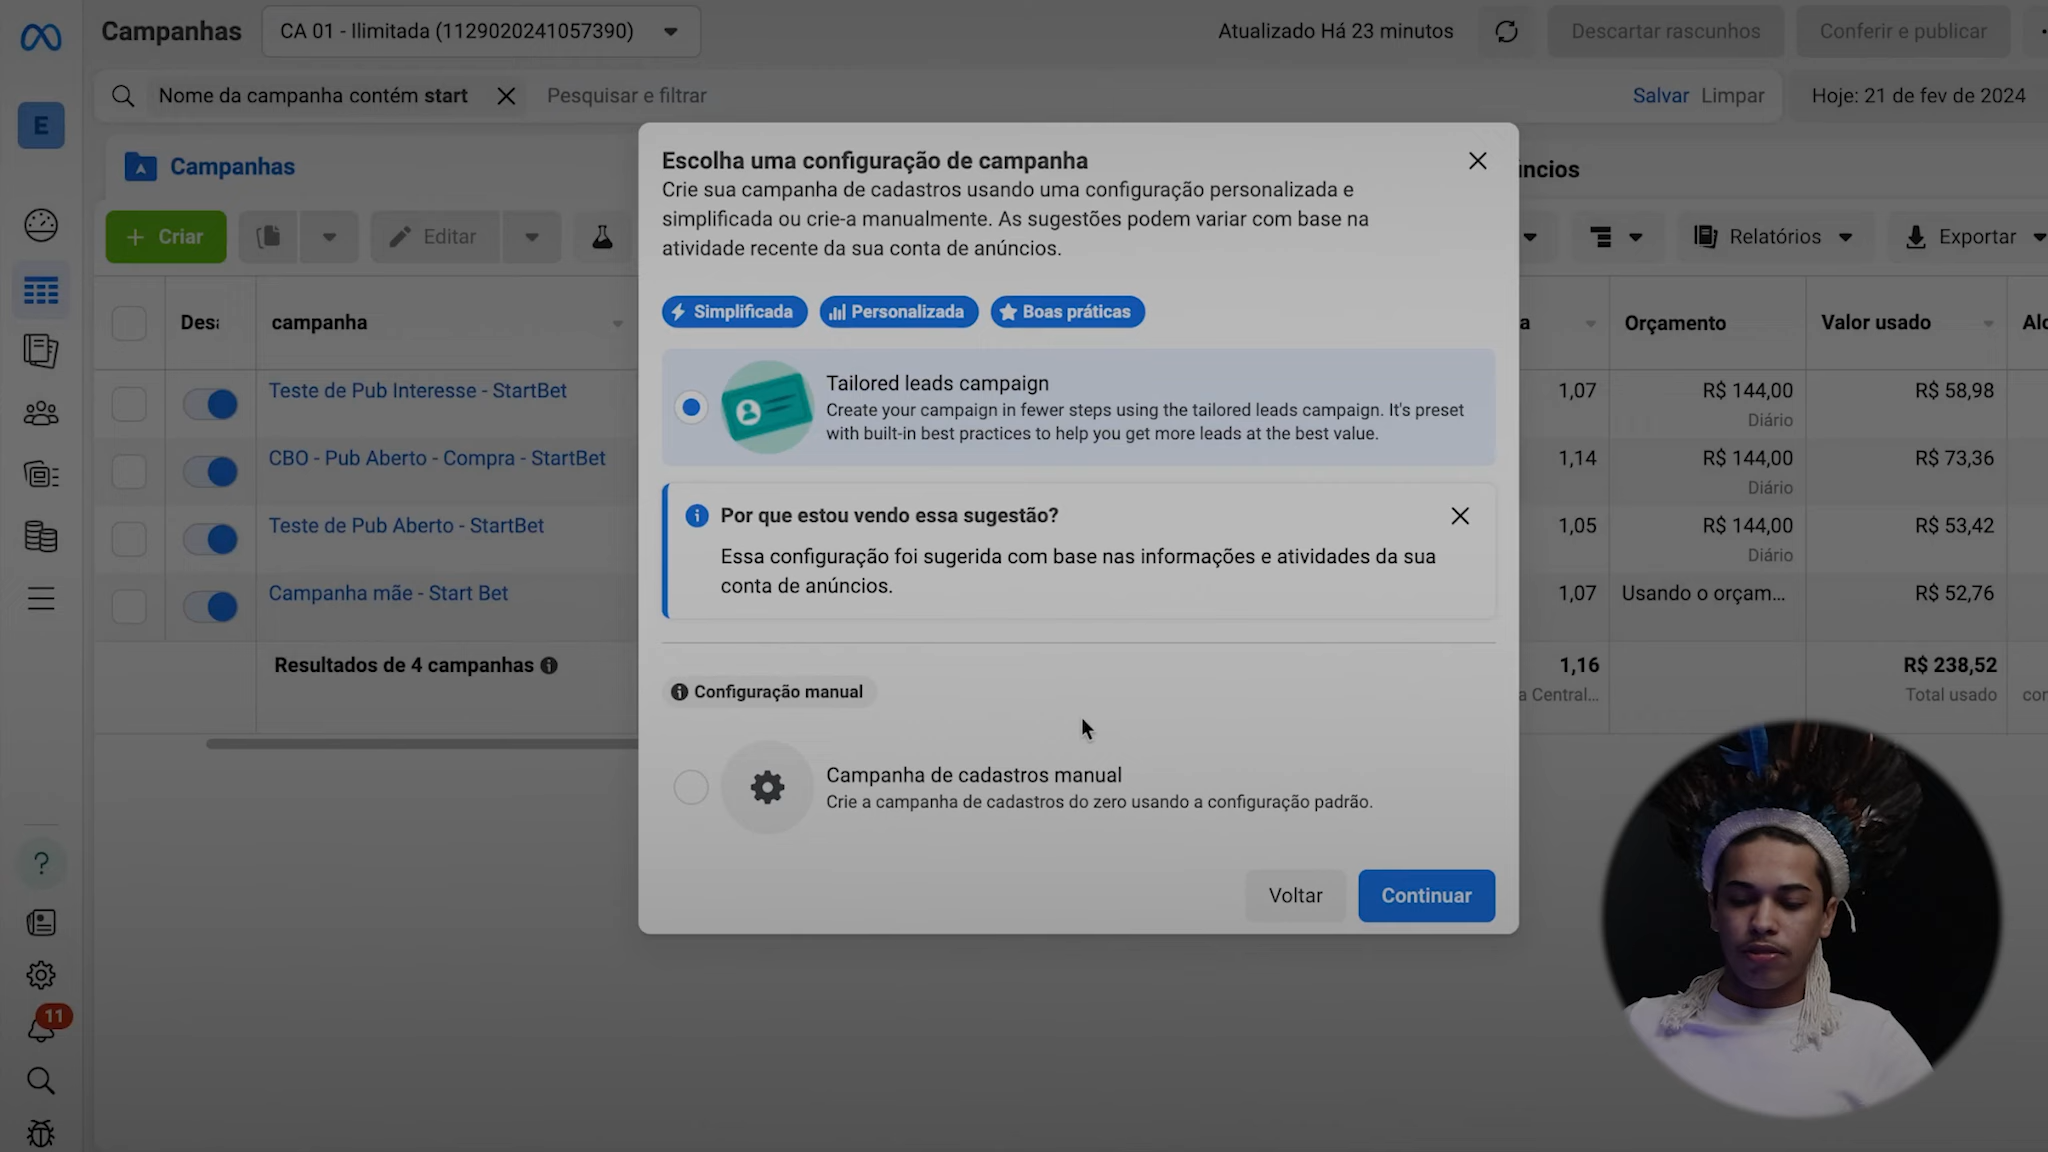 Campanhas
CA 01 - Ilimitada (1129020241057390)
Atualizado Há 23 minutos
Descartar rascunhos
Conferir e publicar
Nome da campanha contém start
Pesquisar e filtrar
Salvar
Limpar
Hoje: 21 de fev de 2024
E
Campanhas
+ Criar
Editar
Relatórios
Exportar
campanha
Orçamento
Valor usado
Teste de Pub Interesse - StartBet
1,07
R$ 144,00
R$ 58,98
Diário
CBO - Pub Aberto - Compra - StartBet
1,14
R$ 144,00
R$ 73,36
Diário
Teste de Pub Aberto - StartBet
1,05
R$ 144,00
R$ 53,42
Diário
Campanha mãe - Start Bet
1,07
Usando o orçam...
R$ 52,76
Resultados de 4 campanhas
1,16
R$ 238,52
a Central...
Total usado
Escolha uma configuração de campanha
Crie sua campanha de cadastros usando uma configuração personalizada e
simplificada ou crie-a manualmente. As sugestões podem variar com base na
atividade recente da sua conta de anúncios.
Simplificada
Personalizada
Boas práticas
Tailored leads campaign
Create your campaign in fewer steps using the tailored leads campaign. It's preset
with built-in best practices to help you get more leads at the best value.
Por que estou vendo essa sugestão?
Essa configuração foi sugerida com base nas informações e atividades da sua
conta de anúncios.
Configuração manual
Campanha de cadastros manual
Crie a campanha de cadastros do zero usando a configuração padrão.
Voltar
Continuar
11